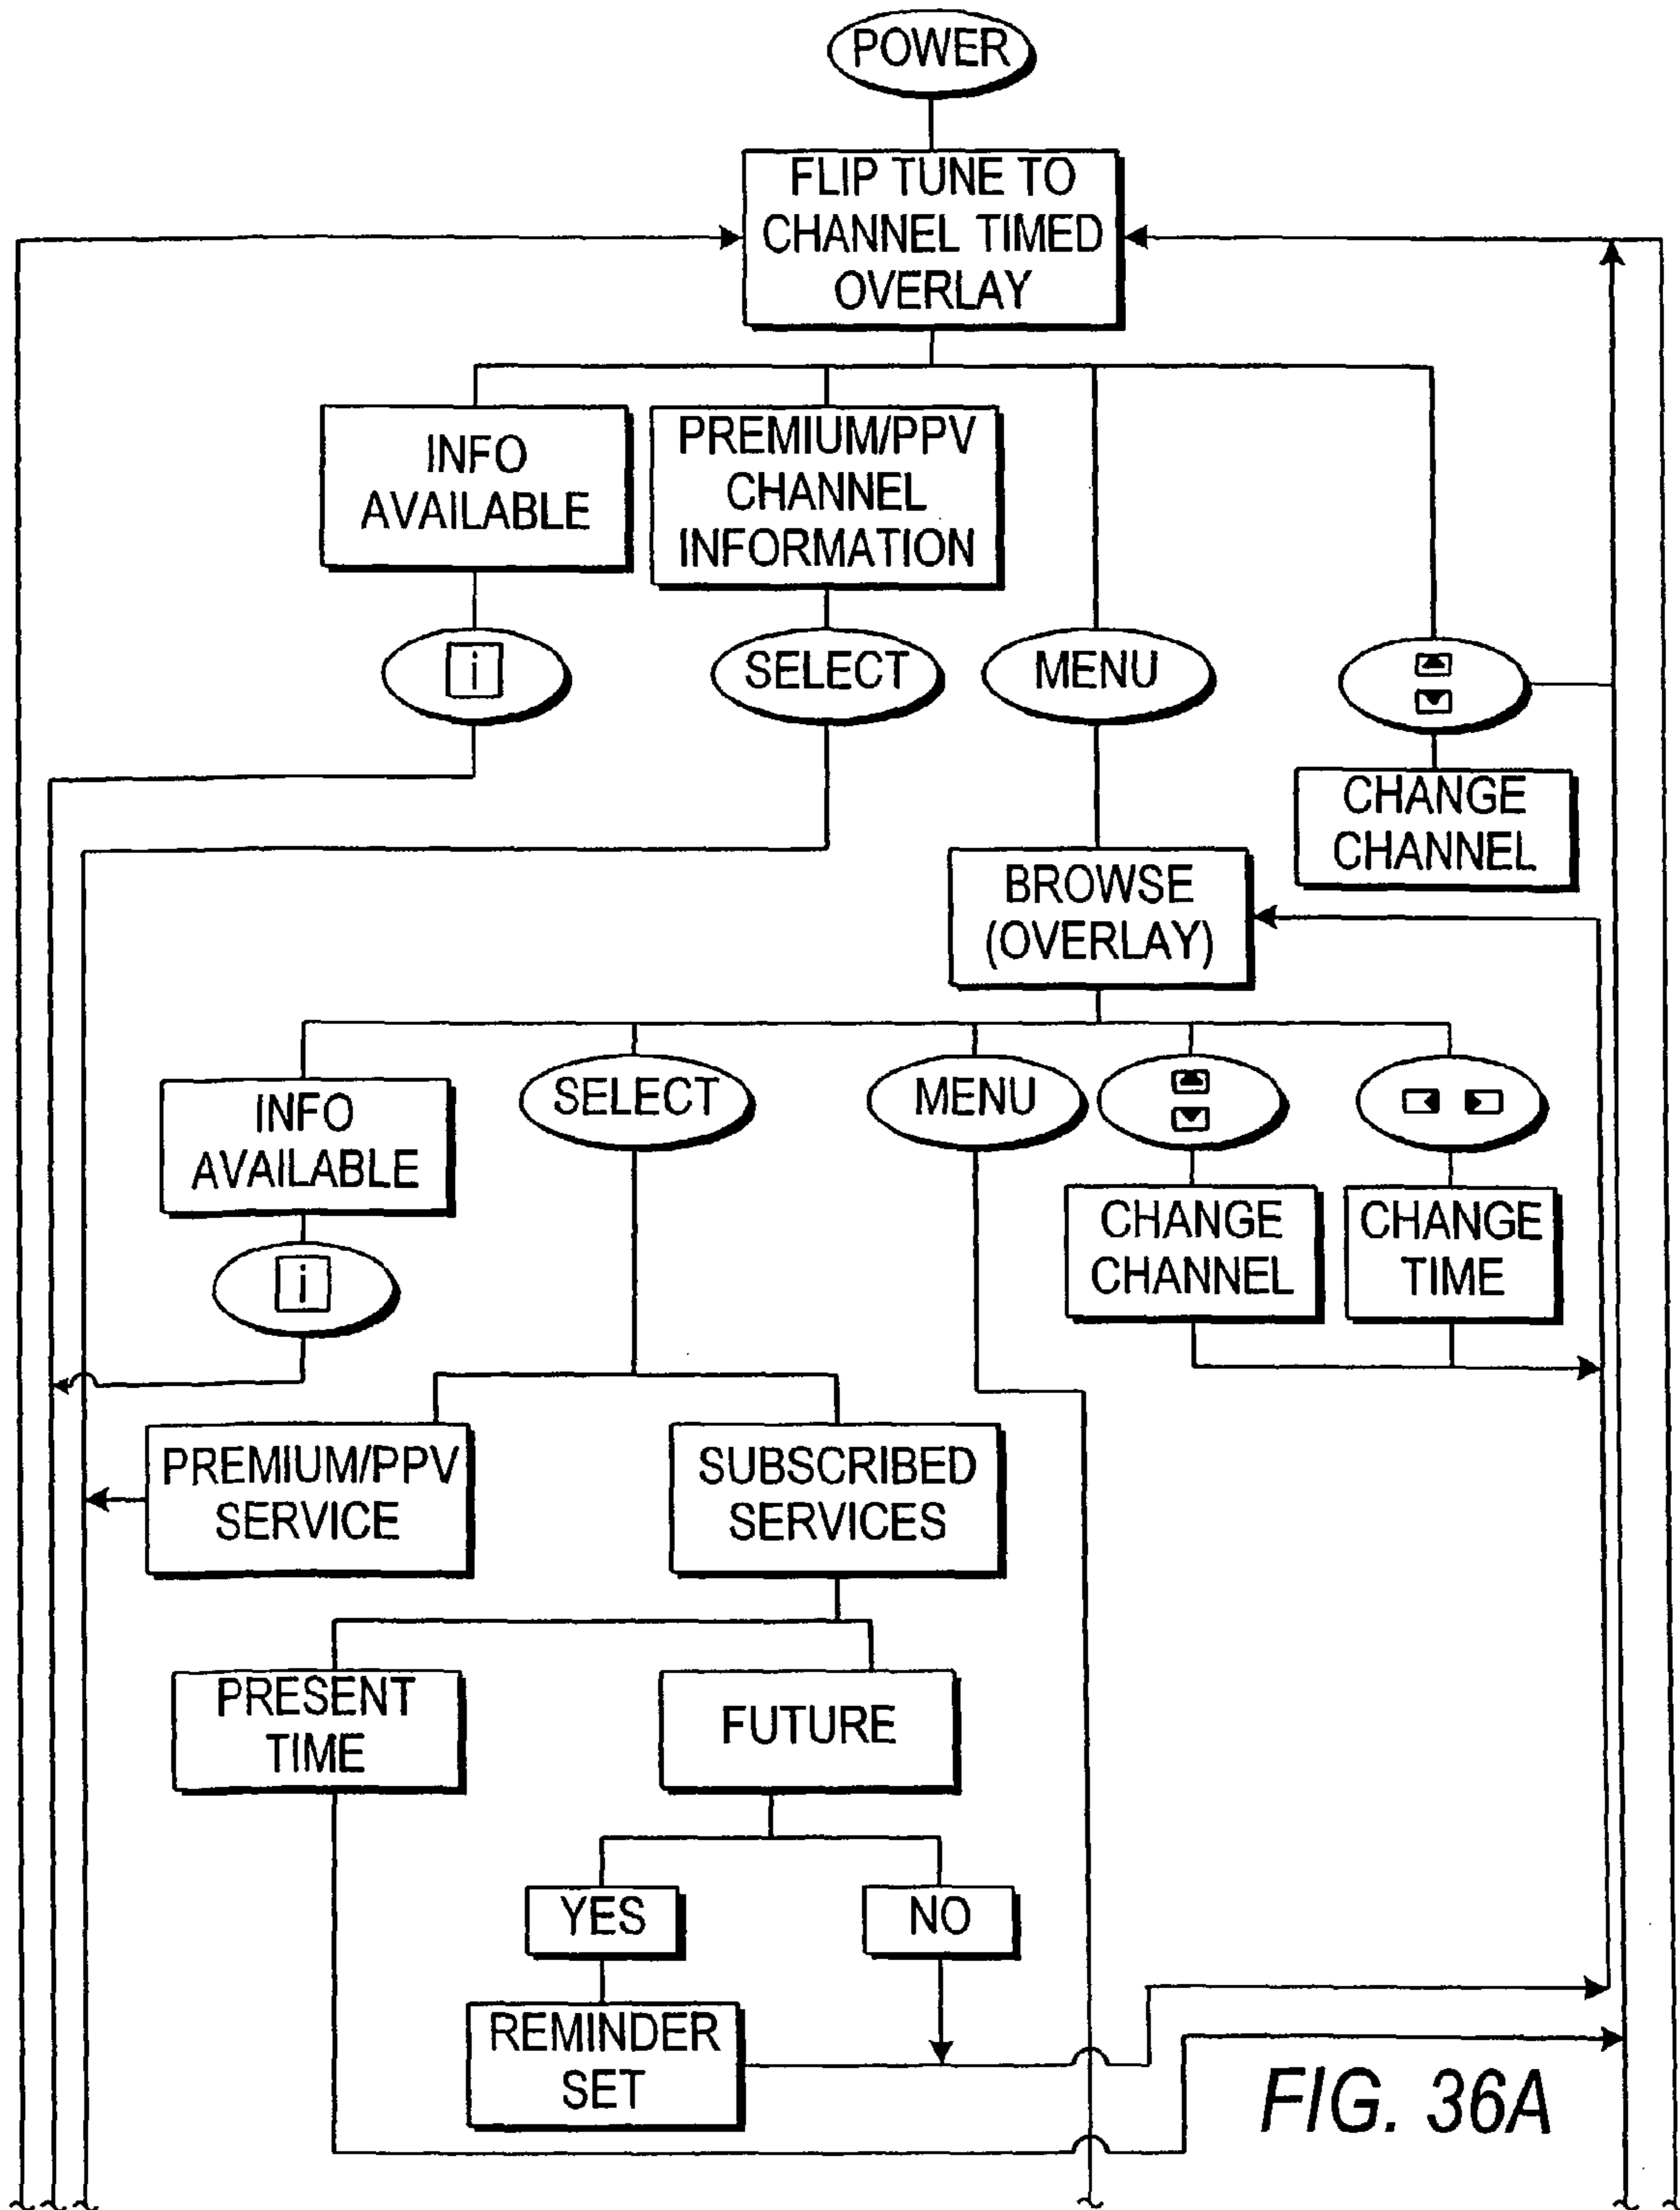 POWER
FLIP TUNE TO
CHANNEL TIMED
OVERLAY
INFO
AVAILABLE
PREMIUM/PPV
CHANNEL
INFORMATION
i
SELECT
MENU
CHANGE
CHANNEL
BROWSE
(OVERLAY)
INFO
AVAILABLE
SELECT
MENU
i
CHANGE
CHANNEL
CHANGE
TIME
PREMIUM/PPV
SERVICE
SUBSCRIBED
SERVICES
PRESENT
TIME
FUTURE
YES
NO
REMINDER
SET
FIG. 36A